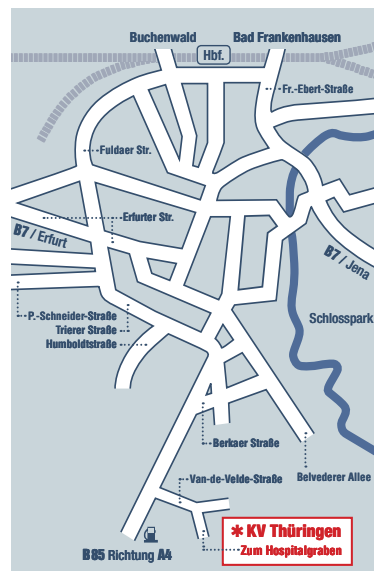 Buchenwald
Bad Frankenhausen
Hbf.
Fr.-Ebert-Straße
Fuldaer Str.
Erfurter Str.
B7 / Erfurt
B7 / Jena
P.-Schneider-Straße
Schlosspark
Trierer Straße
Humboldtstraße
Berkaer Straße
Belvederer Allee
Van-de-Velde-Straße
* KV Thüringen
Zum Hospitalgraben
B 85 Richtung A4